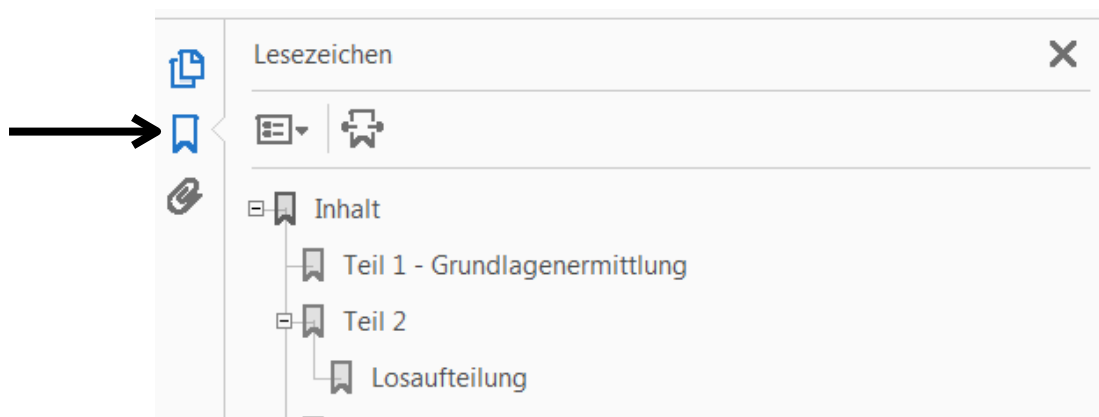 Lesezeichen
Inhalt
Teil 1 - Grundlagenermittlung
Teil 2
Losaufteilung